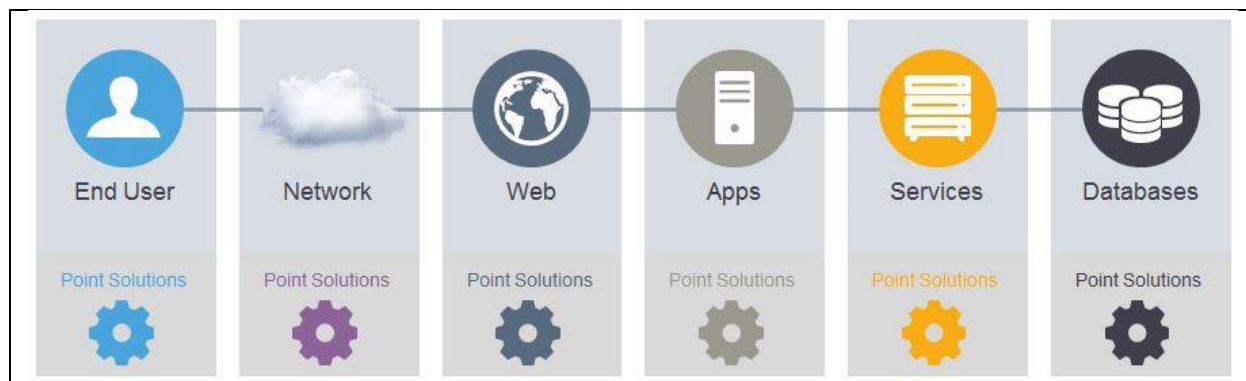 End User
Network
Web
Apps
Services
Databases
Point Solutions
Point Solutions
Point Solutions
Point Solutions
Point Solutions
Point Solutions